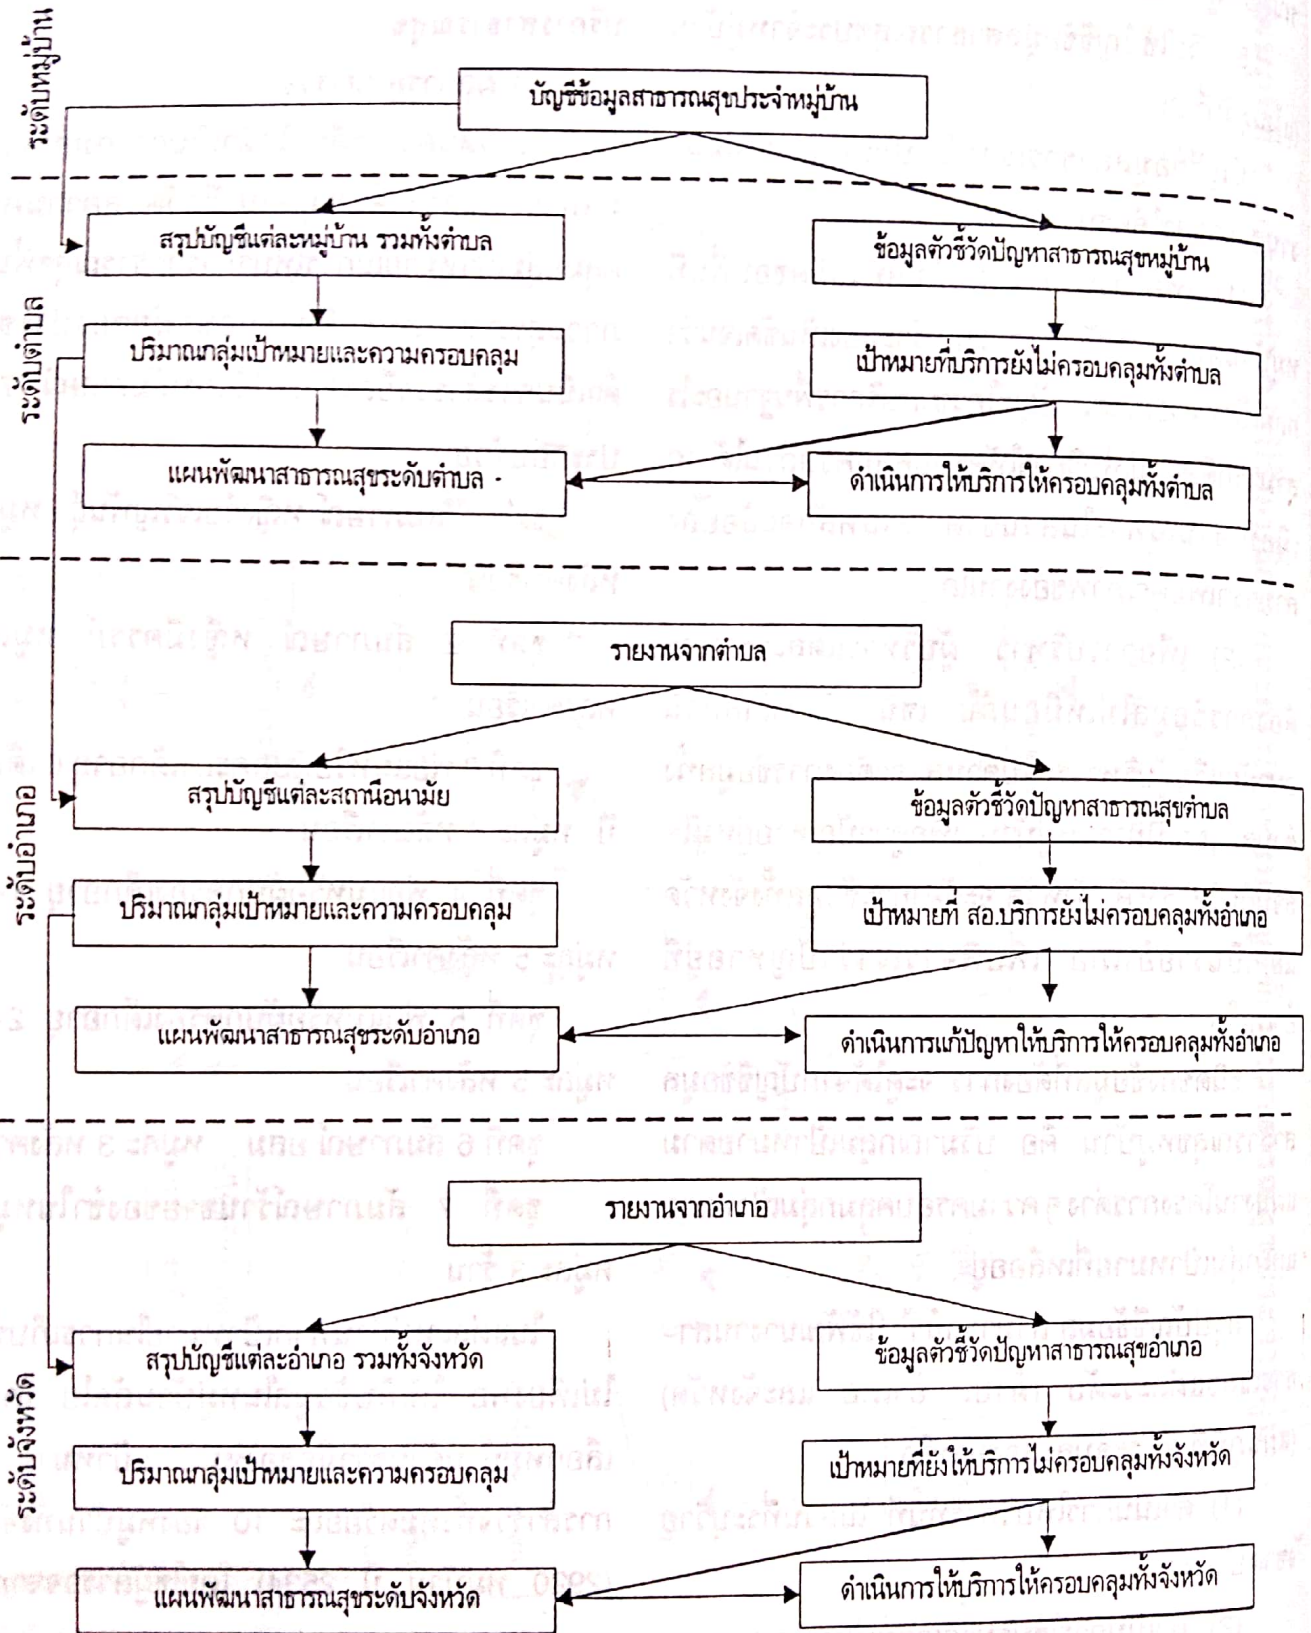 ระดับหมู่บ้าน
บัญชีข้อมูลสาธารณสุขประจำหมู่บ้าน
ระดับตำบล
สรุปบัญชีแต่ละหมู่บ้าน รวมทั้งตำบล
ข้อมูลตัวชี้วัดปัญหาสาธารณสุขหมู่บ้าน
ปริมาณกลุ่มเป้าหมายและความครอบคลุม
เป้าหมายที่บริการยังไม่ครอบคลุมทั้งตำบล
แผนพัฒนาสาธารณสุขระดับตำบล
ดำเนินการให้บริการให้ครอบคลุมทั้งตำบล
ระดับอำเภอ
รายงานจากตำบล
สรุปบัญชีแต่ละสถานีอนามัย
ข้อมูลตัวชี้วัดปัญหาสาธารณสุขตำบล
ปริมาณกลุ่มเป้าหมายและความครอบคลุม
เป้าหมายที่ สอ.บริการยังไม่ครอบคลุมทั้งอำเภอ
แผนพัฒนาสาธารณสุขระดับอำเภอ
ดำเนินการแก้ปัญหาให้บริการให้ครอบคลุมทั้งอำเภอ
ระดับจังหวัด
รายงานจากอำเภอ
สรุปบัญชีแต่ละอำเภอ รวมทั้งจังหวัด
ข้อมูลตัวชี้วัดปัญหาสาธารณสุขอำเภอ
ปริมาณกลุ่มเป้าหมายและความครอบคลุม
เป้าหมายที่ยังให้บริการไม่ครอบคลุมทั้งจังหวัด
แผนพัฒนาสาธารณสุขระดับจังหวัด
ดำเนินการให้บริการให้ครอบคลุมทั้งจังหวัด